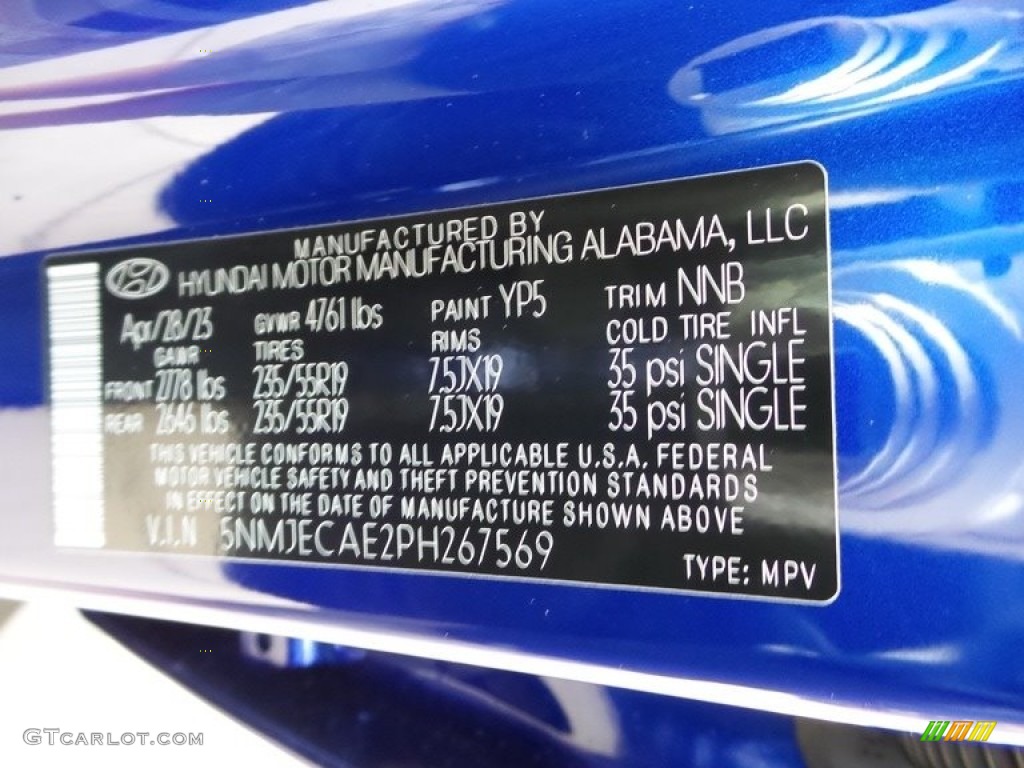 MANUFACTURED BY
HYUNDAI MOTOR MANUFACTURING ALABAMA, LLC
Apr/28/23 GVWR 4761 lbs PAINT YP5 TRIM NNB
GAWR TIRES RIMS COLD TIRE INFL
FRONT 2778 lbs 235/55R19 7.5JX19 35 psi SINGLE
REAR 2646 lbs 235/55R19 7.5JX19 35 psi SINGLE
THIS VEHICLE CONFORMS TO ALL APPLICABLE U.S.A. FEDERAL
MOTOR VEHICLE SAFETY AND THEFT PREVENTION STANDARDS
IN EFFECT ON THE DATE OF MANUFACTURE SHOWN ABOVE
V.I.N 5NMJECAE2PH267569
TYPE: MPV
GTCARLOT.COM